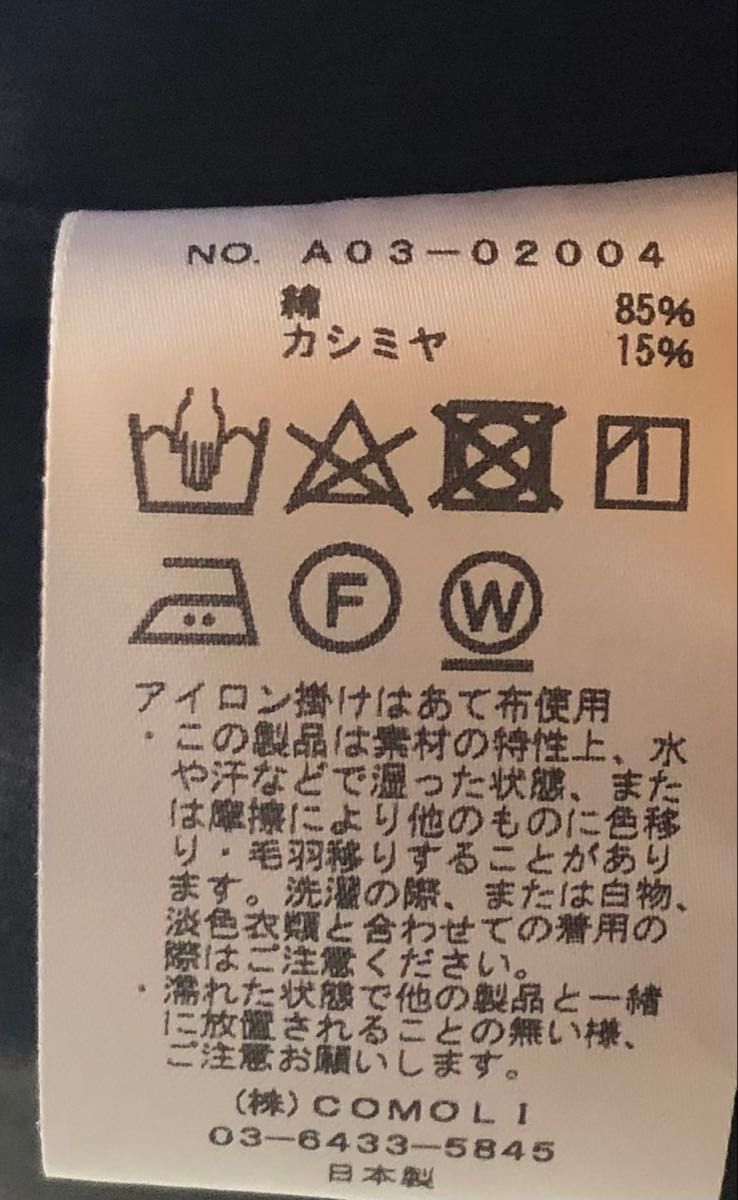 NO. A03-02004
綿 85%
カシミヤ 15%
F W
アイロン掛けはあて布使用
・この製品は素材の特性上、水
や汗などで湿った状態、また
は摩擦により他のものに色移
り・毛羽移りすることがあり
ます。洗濯の際、または白物、
淡色衣類と合わせての着用の
際はご注意ください。
・濡れた状態で他の製品と一緒
に放置されることの無い様、
ご注意お願いします。
(株)COMOLI
03-6433-5845
日本製